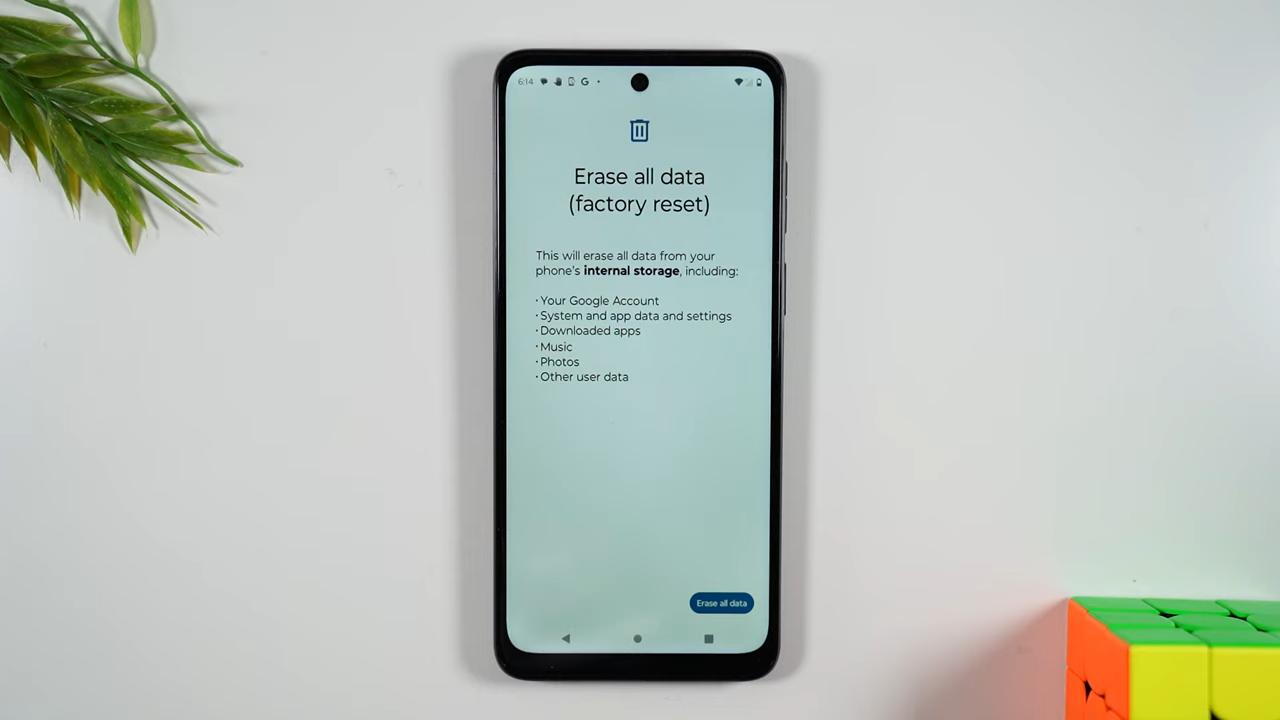 6:14
Erase all data
(factory reset)
This will erase all data from your
phone's internal storage, including:
· Your Google Account
· System and app data and settings
· Downloaded apps
· Music
· Photos
· Other user data
Erase all data